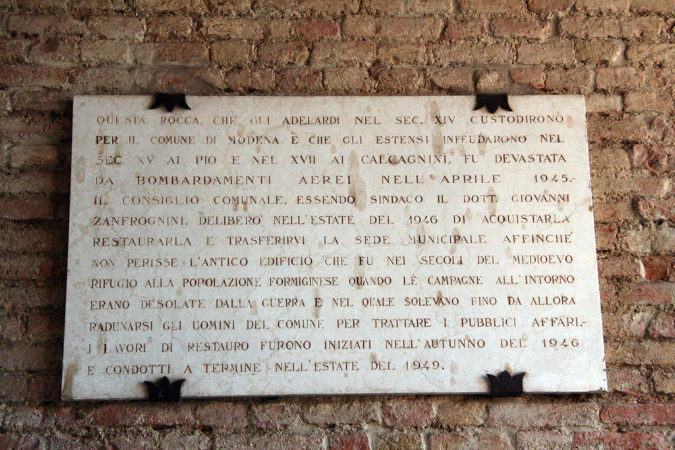 QUESTA ROCCA, CHE GLI ADELARDI NEL SEC. XIV CUSTODIRONO
PER IL COMUNE DI MODENA E CHE GLI ESTENSI INFEUDARONO NEL
SEC XV AI PIO E NEL XVII AI CALCAGNINI, FU DEVASTATA
DA BOMBARDAMENTI AEREI NELL'APRILE 1945.-
IL CONSIGLIO COMUNALE, ESSENDO SINDACO IL DOTT. GIOVANNI
ZANFROGNINI, DELIBERÒ NELL'ESTATE DEL 1946 DI ACQUISTARLA
RESTAURARLA E TRASFERIRVI LA SEDE MUNICIPALE AFFINCHÉ
NON PERISSE L'ANTICO EDIFICIO CHE FU NEI SECOLI DEL MEDIOEVO
RIFUGIO ALLA POPOLAZIONE FORMIGINESE QUANDO LE CAMPAGNE ALL'INTORNO
ERANO DESOLATE DALLA GUERRA E NEL QUALE SOLEVANO FINO DA ALLORA
RADUNARSI GLI UOMINI DEL COMUNE PER TRATTARE I PUBBLICI AFFARI.-
I LAVORI DI RESTAURO FURONO INIZIATI NELL'AUTUNNO DEL 1946
E CONDOTTI A TERMINE NELL'ESTATE DEL 1949.